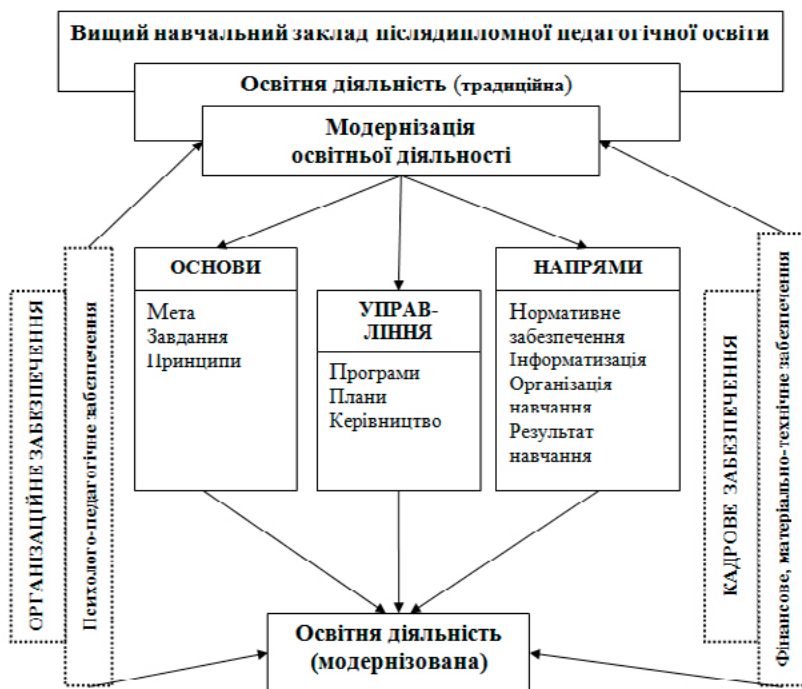 Вищий навчальний заклад післядипломної педагогічної освіти
Освітня діяльність (традиційна)
Модернізація
освітньої діяльності
ОРГАНІЗАЦІЙНЕ ЗАБЕЗПЕЧЕННЯ
Психолого-педагогічне забезпечення
ОСНОВИ
Мета
Завдання
Принципи
УПРАВ-
ЛІННЯ
Програми
Плани
Керівництво
НАПРЯМИ
Нормативне
забезпечення
Інформатизація
Організація
навчання
Результат
навчання
КАДРОВЕ ЗАБЕЗПЕЧЕННЯ
Фінансове, матеріально-технічне забезпечення
Освітня діяльність
(модернізована)